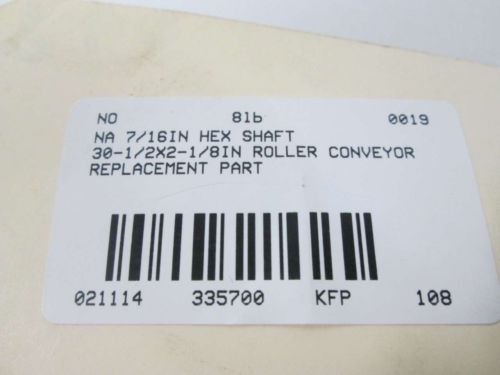 NO 8lb 0019
NA 7/16IN HEX SHAFT
30-1/2X2-1/8IN ROLLER CONVEYOR
REPLACEMENT PART
021114 335700 KFP 108